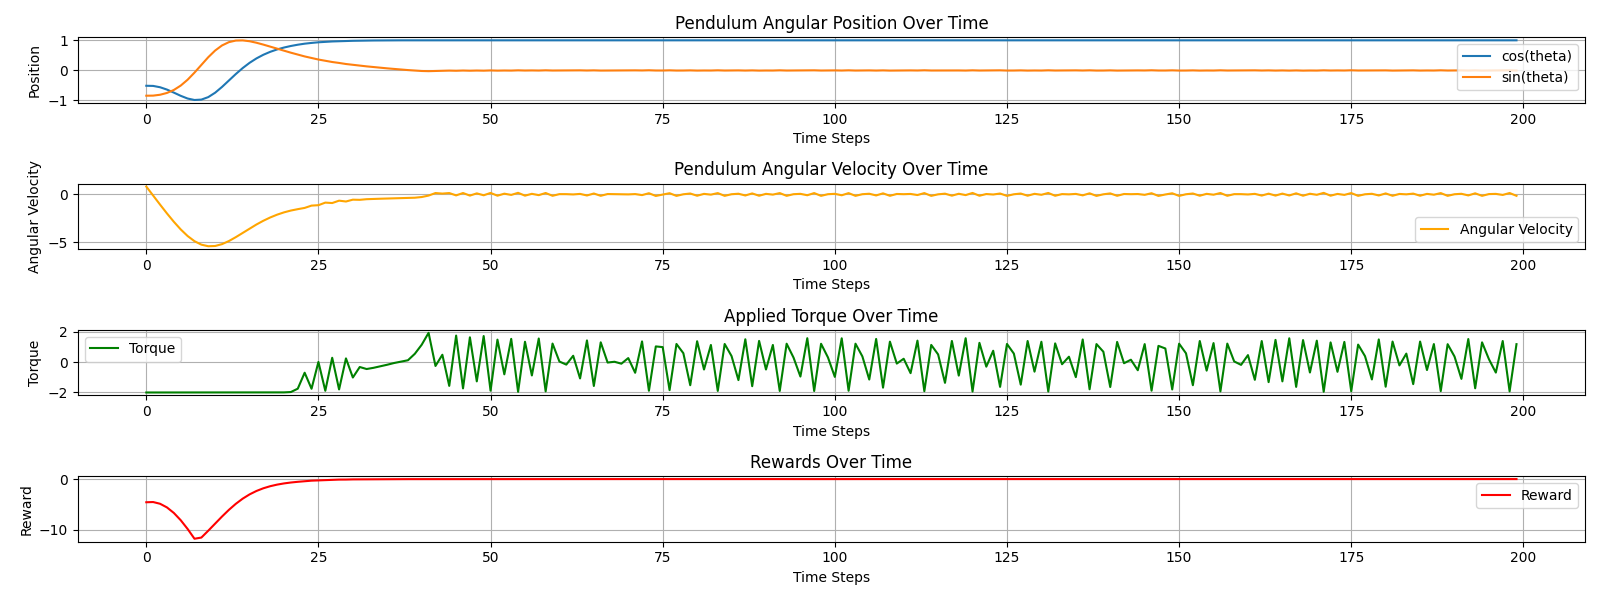 Pendulum Angular Position Over Time
Position
1
0
−1
cos(theta)
sin(theta)
0 25 50 75 100 125 150 175 200
Time Steps
Pendulum Angular Velocity Over Time
Angular Velocity
0
−5
Angular Velocity
0 25 50 75 100 125 150 175 200
Time Steps
Applied Torque Over Time
Torque
2
0
−2
Torque
0 25 50 75 100 125 150 175 200
Time Steps
Rewards Over Time
Reward
0
−10
Reward
0 25 50 75 100 125 150 175 200
Time Steps